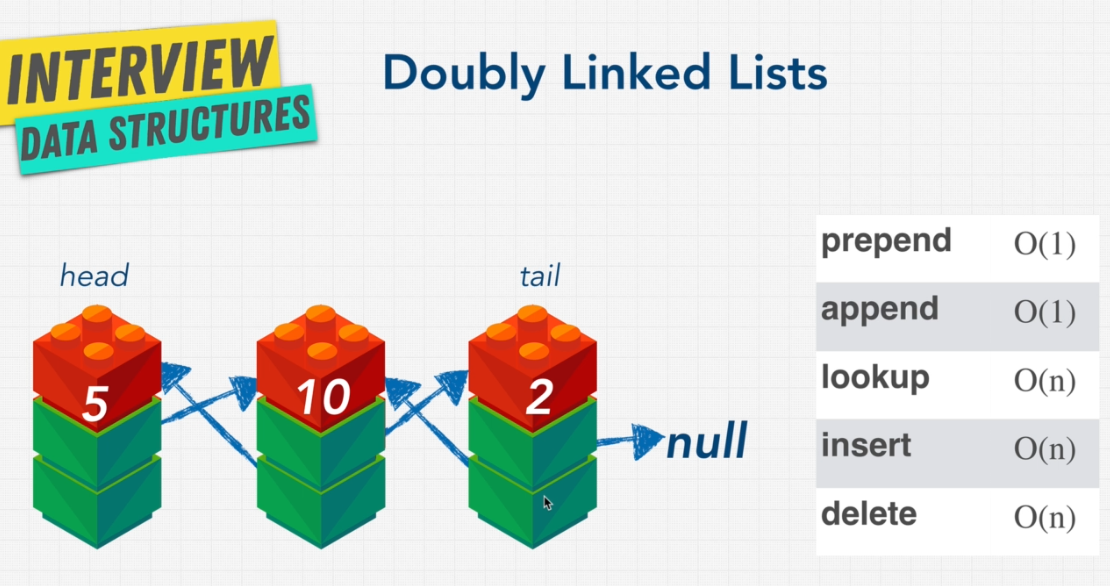 INTERVIEW
DATA STRUCTURES
Doubly Linked Lists
head
tail
5
10
2
null
prepend O(1)
append O(1)
lookup O(n)
insert O(n)
delete O(n)